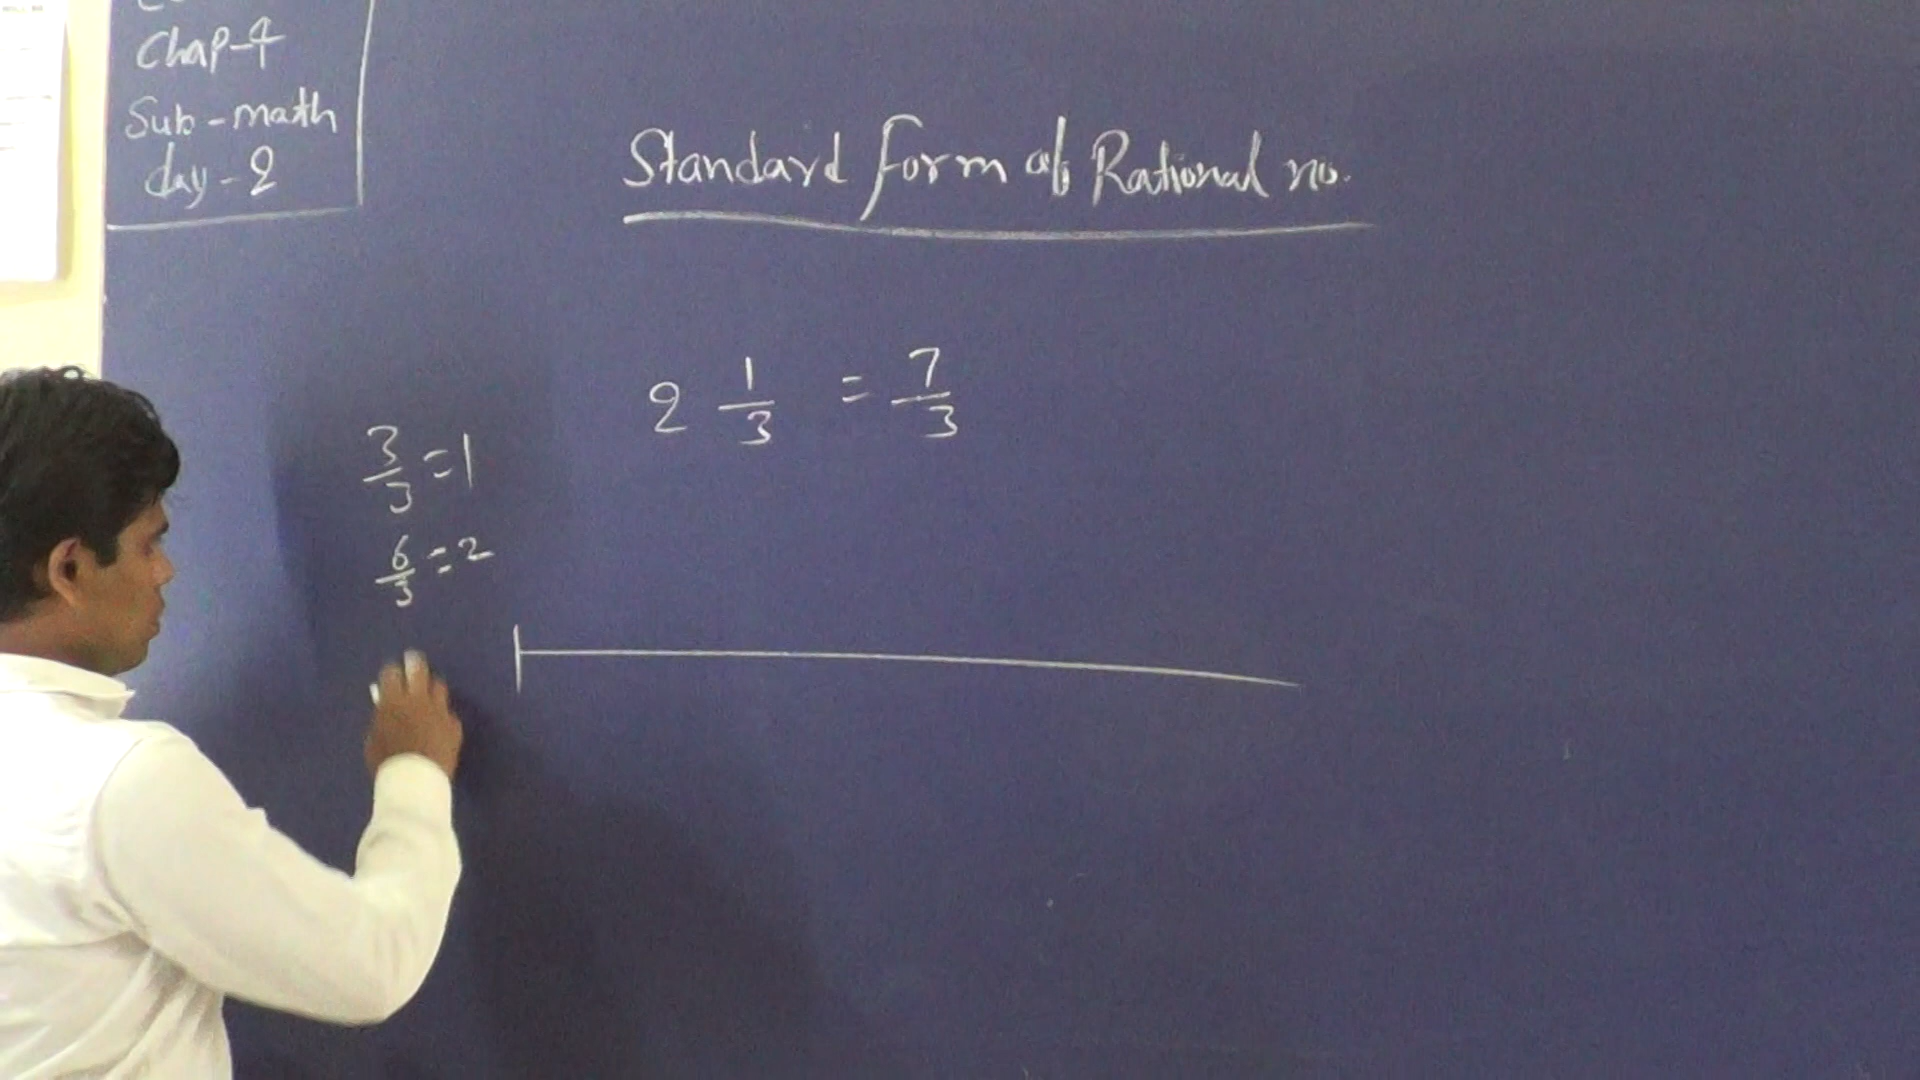 Chap-4
Sub-math
day-2
Standard form of Rational no.
2 1/3 = 7/3
3/3 = 1
6/3 = 2